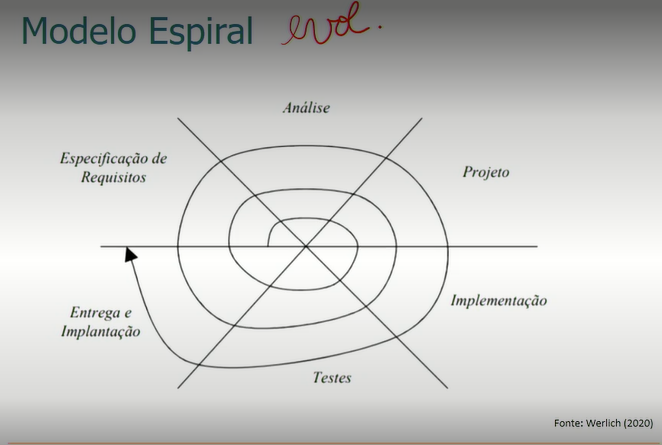 Modelo Espiral evol.
Análise
Especificação de
Requisitos
Projeto
Entrega e
Implantação
Implementação
Testes
Fonte: Werlich (2020)